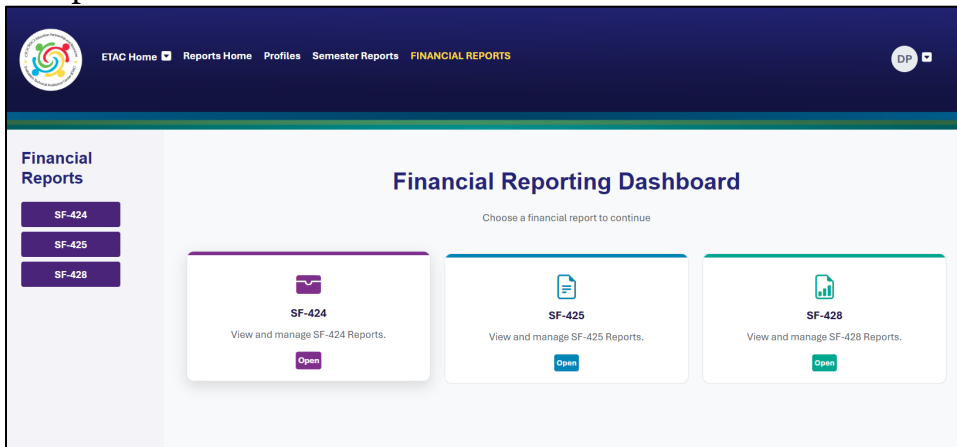 ETAC Home Reports Home Profiles Semester Reports FINANCIAL REPORTS DP
Financial
Reports
SF-424
SF-425
SF-428
Financial Reporting Dashboard
Choose a financial report to continue
SF-424
View and manage SF-424 Reports.
Open
SF-425
View and manage SF-425 Reports.
Open
SF-428
View and manage SF-428 Reports.
Open